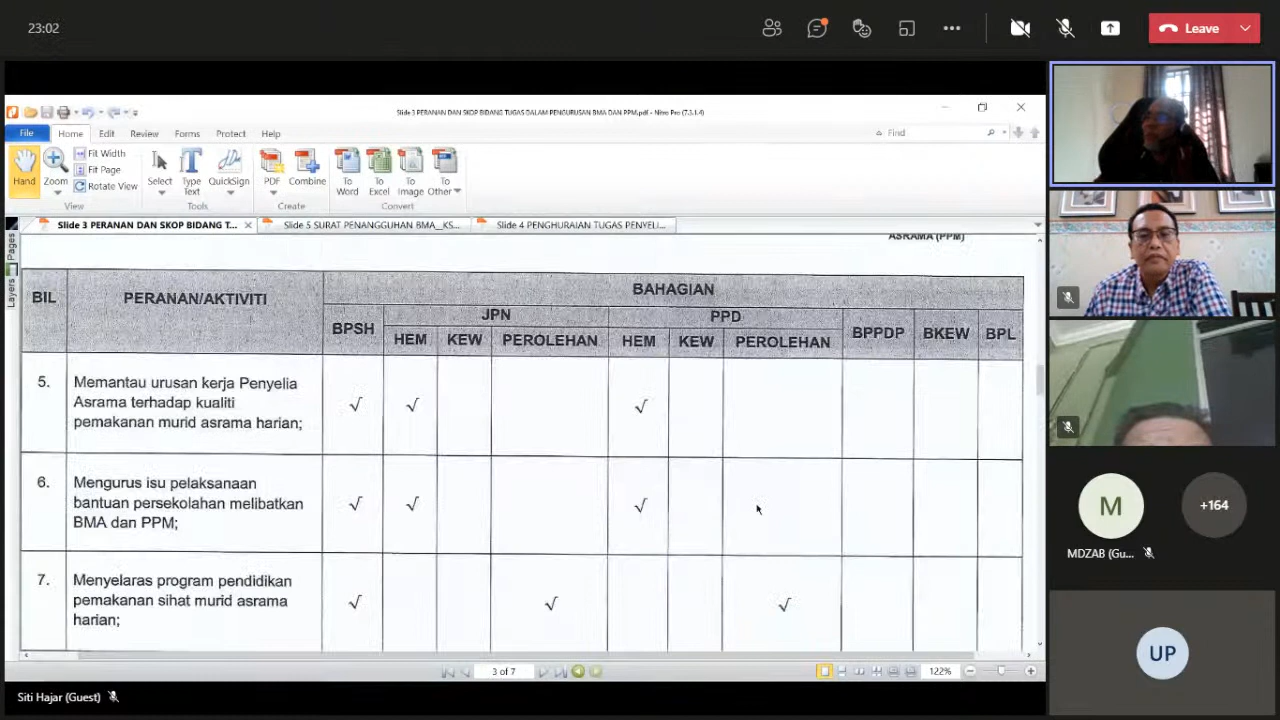 23:02
Leave
Slide 3 PERANAN DAN SKOP BIDANG TUGAS DALAM PENGURUSAN BMA DAN PPM.pdf - Nitro Pro (7.3.1.4)
File Home Edit Review Forms Protect Help
Find
Hand
Zoom
Fit Width
Fit Page
Rotate View
View
Select
Type Text
QuickSign
Tools
PDF
Combine
Create
To Word
To Excel
To Image
To Other
Convert
Slide 3 PERANAN DAN SKOP BIDANG T...
Slide 5 SURAT PENANGGUHAN BMA_KS...
Slide 4 PENGHURAIAN TUGAS PENYELI...
Pages
Layers
ASRAMA (PPM)
BIL PERANAN/AKTIVITI BAHAGIAN
BPSH JPN PPD BPPDP BKEW BPL
HEM KEW PEROLEHAN HEM KEW PEROLEHAN
5. Memantau urusan kerja Penyelia
Asrama terhadap kualiti
pemakanan murid asrama harian;
√ √ √
6. Mengurus isu pelaksanaan
bantuan persekolahan melibatkan
BMA dan PPM;
√ √ √
7. Menyelaras program pendidikan
pemakanan sihat murid asrama
harian;
√ √ √
3 of 7
122%
Siti Hajar (Guest)
M
MDZAB (Gu...
+164
UP